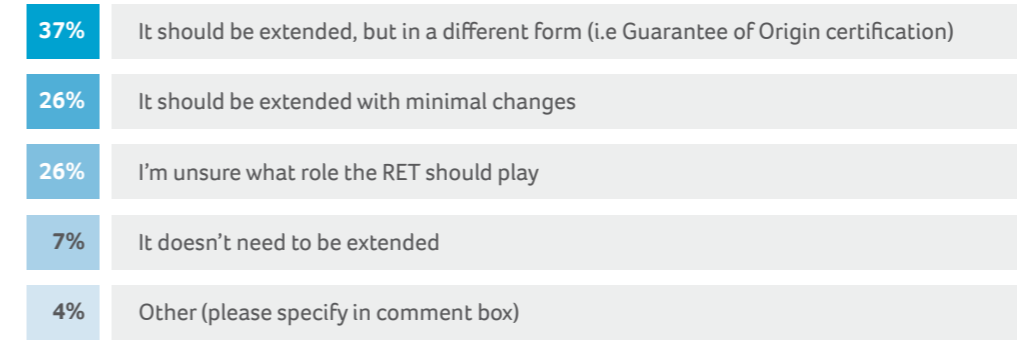 37% It should be extended, but in a different form (i.e Guarantee of Origin certification)
26% It should be extended with minimal changes
26% I’m unsure what role the RET should play
7% It doesn’t need to be extended
4% Other (please specify in comment box)